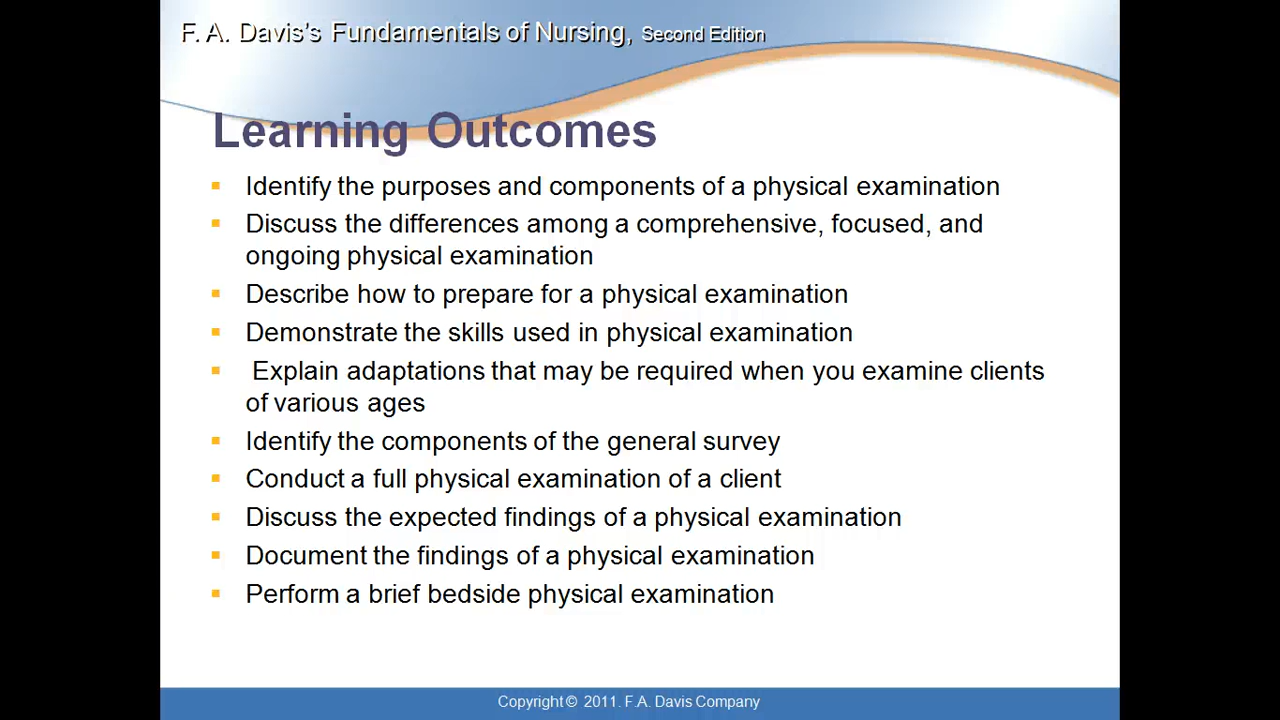 F. A. Davis's Fundamentals of Nursing, Second Edition
Learning Outcomes
Identify the purposes and components of a physical examination
Discuss the differences among a comprehensive, focused, and
ongoing physical examination
Describe how to prepare for a physical examination
Demonstrate the skills used in physical examination
Explain adaptations that may be required when you examine clients
of various ages
Identify the components of the general survey
Conduct a full physical examination of a client
Discuss the expected findings of a physical examination
Document the findings of a physical examination
Perform a brief bedside physical examination
Copyright © 2011. F.A. Davis Company